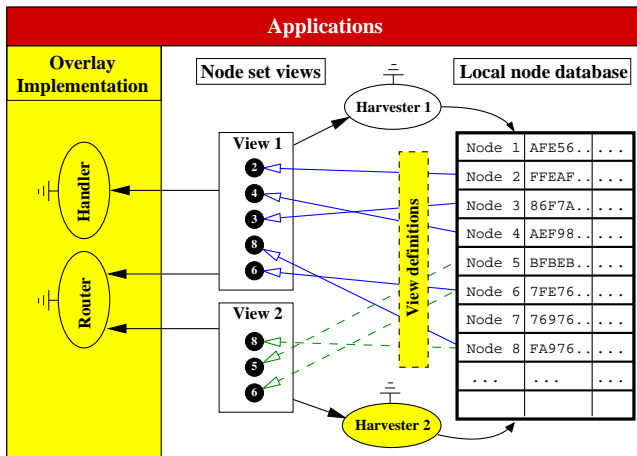 Applications
Overlay
Implementation
Node set views
Local node database
Harvester 1
View 1
2
4
3
8
6
View 2
8
5
6
Handler
Router
View definitions
Harvester 2
Node 1 AFE56.. ...
Node 2 FFEAF.. ...
Node 3 86F7A.. ...
Node 4 AEF98.. ...
Node 5 BFBEB.. ...
Node 6 7FE76.. ...
Node 7 76976.. ...
Node 8 FA976.. ...
... ... ...